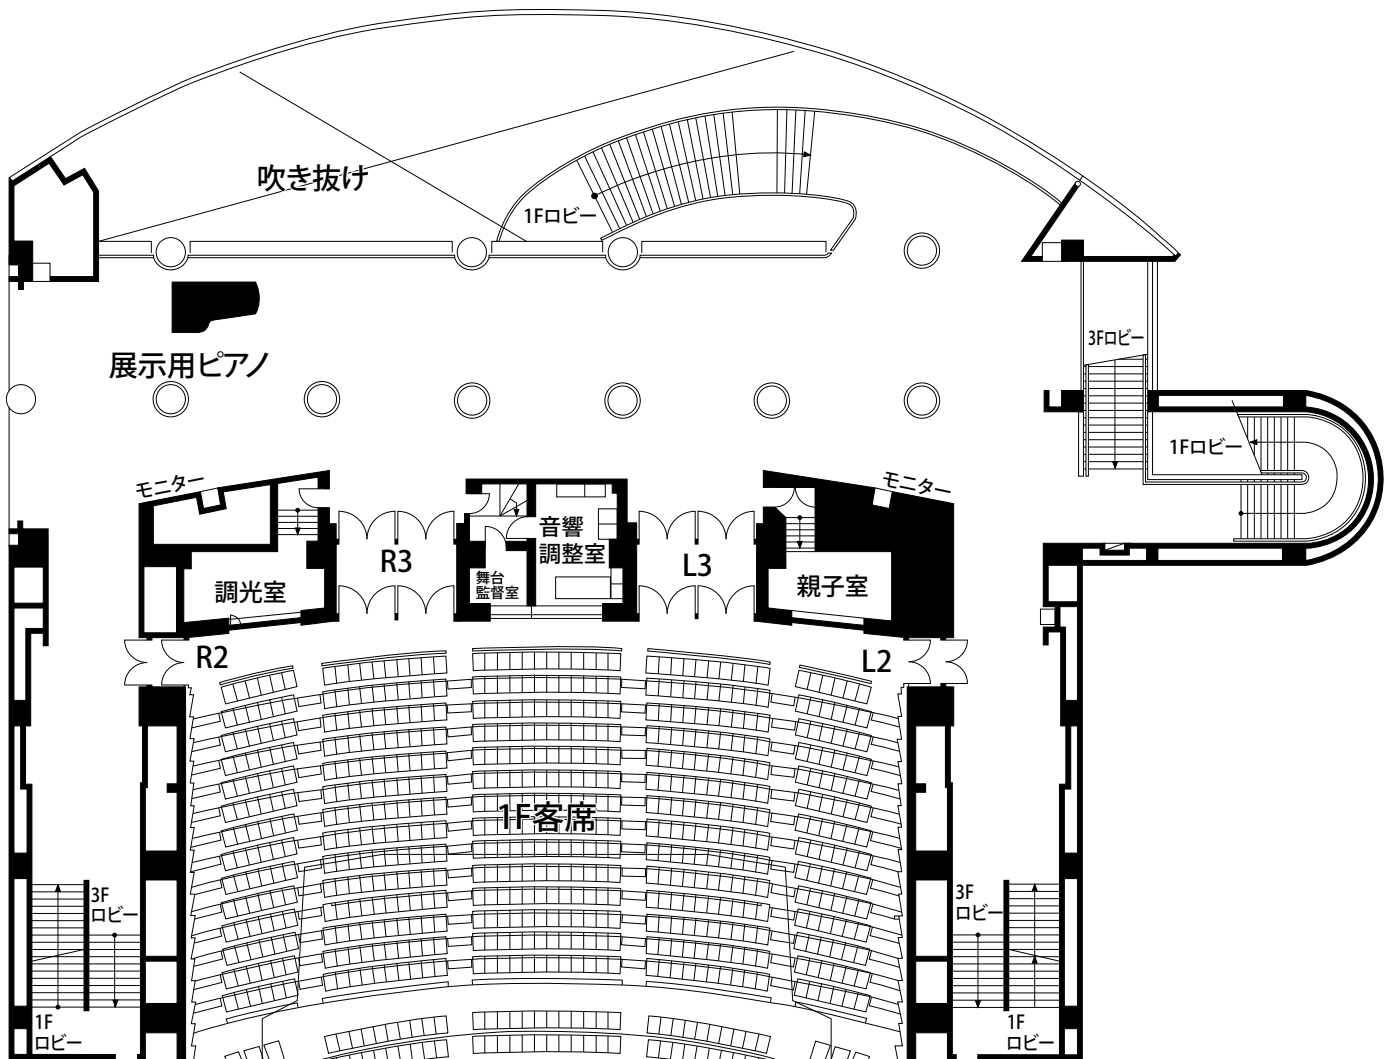 吹き抜け
1Fロビー
展示用ピアノ
3Fロビー
1Fロビー
モニター
モニター
音響
調整室
R3
L3
舞台
監督室
調光室
親子室
R2
L2
1F客席
3F
ロビー
3F
ロビー
1F
ロビー
1F
ロビー